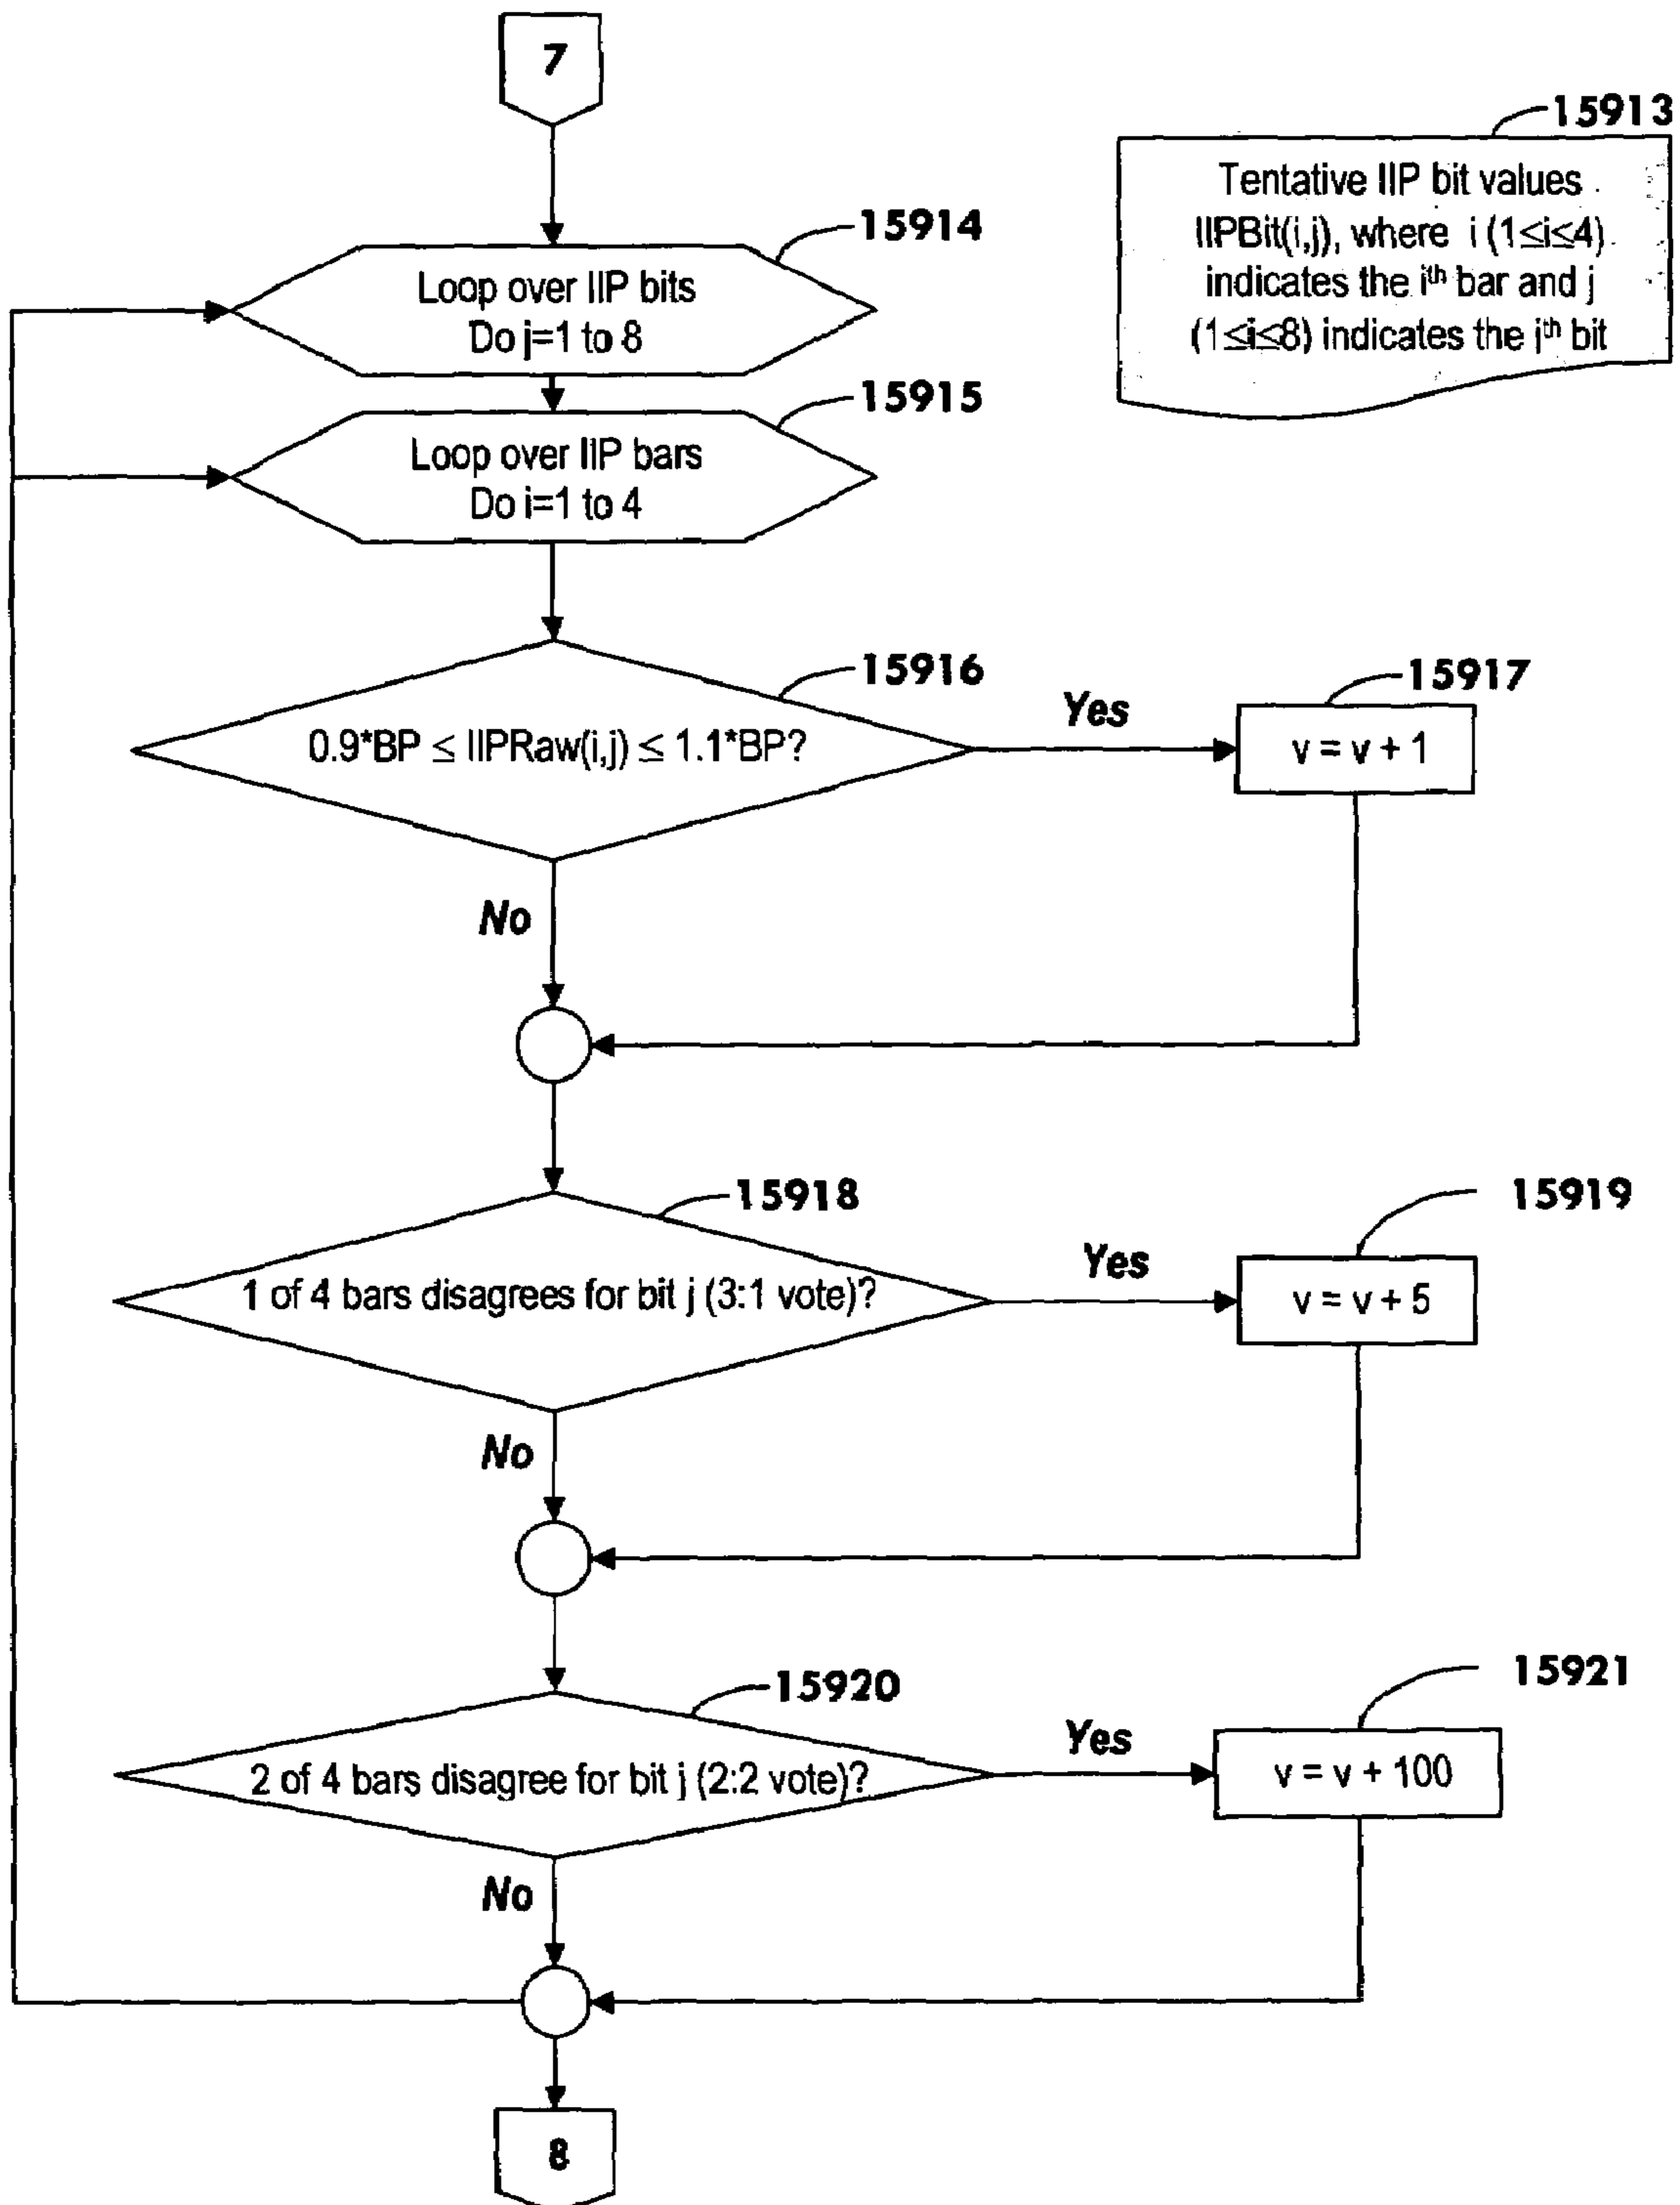 7
15913
Tentative IIP bit values
IIPBit(i,j), where i (1≤i≤4)
indicates the iᵗʰ bar and j
(1≤i≤8) indicates the jᵗʰ bit
15914
Loop over IIP bits
Do j=1 to 8
15915
Loop over IIP bars
Do i=1 to 4
15916
0.9*BP ≤ IIPRaw(i,j) ≤ 1.1*BP?
Yes
15917
v = v + 1
No
15918
1 of 4 bars disagrees for bit j (3:1 vote)?
Yes
15919
v = v + 5
No
15920
2 of 4 bars disagree for bit j (2:2 vote)?
Yes
15921
v = v + 100
No
8